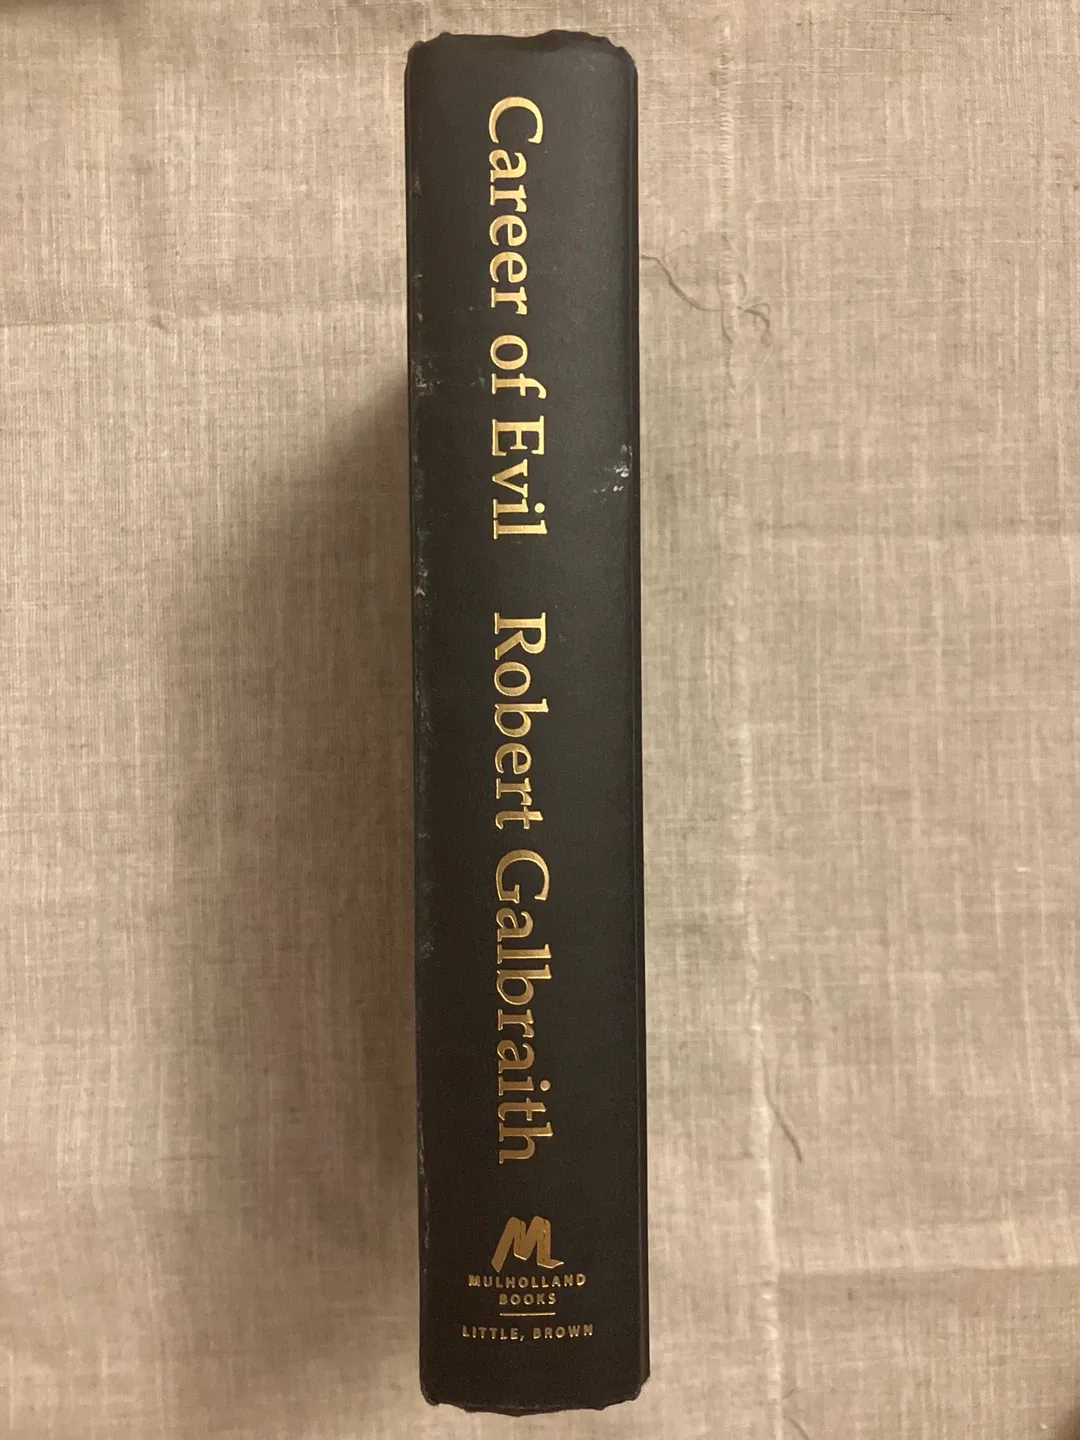 Career of Evil
Robert Galbraith
M
MULHOLLAND
BOOKS
LITTLE, BROWN